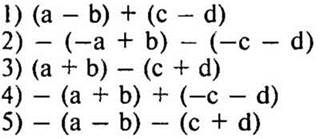 1) (a – b) + (c – d)
2) – (–a + b) – (–c – d)
3) (a + b) – (c + d)
4) – (a + b) + (–c – d)
5) – (a – b) – (c + d)